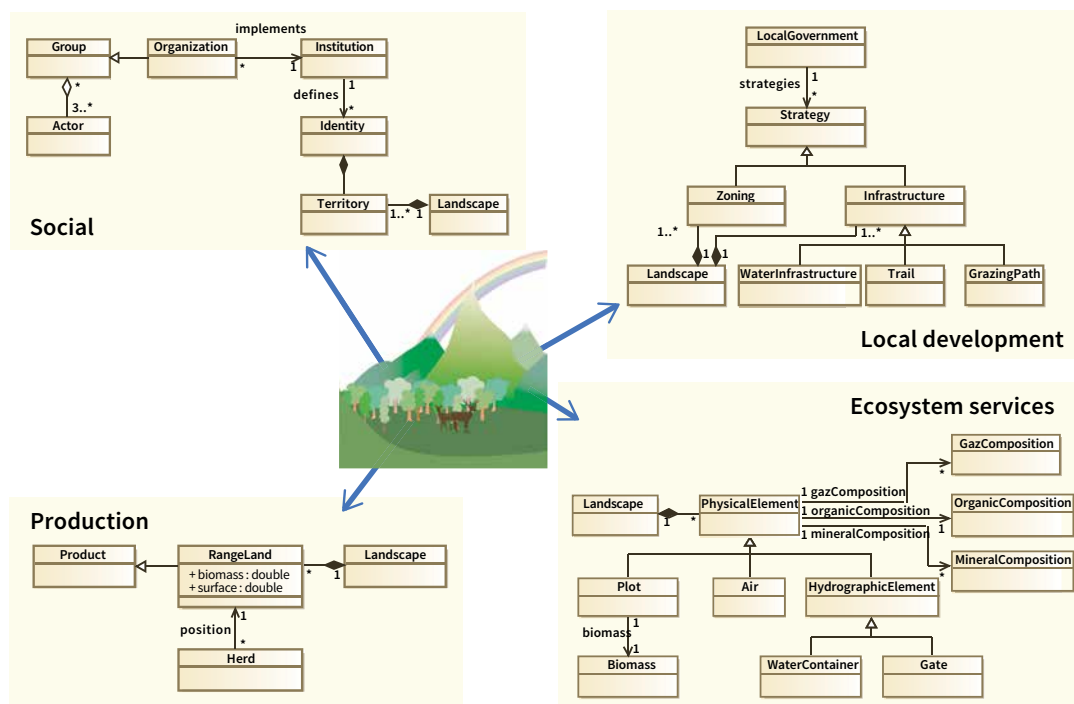 implements
Group
Organization
Institution
*
1
*
3..*
1
defines
*
Actor
Identity
Territory
Landscape
1..*
1
Social
LocalGovernment
strategies
1
*
Strategy
Zoning
Infrastructure
1..*
1..*
1
1
Landscape
WaterInfrastructure
Trail
GrazingPath
Local development
Ecosystem services
GazComposition
*
Landscape
PhysicalElement
1 gazComposition
OrganicComposition
1
*
1 organicComposition
1
1 mineralComposition
MineralComposition
*
Plot
Air
HydrographicElement
1
biomass
1
Biomass
WaterContainer
Gate
Production
Product
RangeLand
Landscape
+ biomass : double
+ surface : double
*
1
1
position
*
Herd